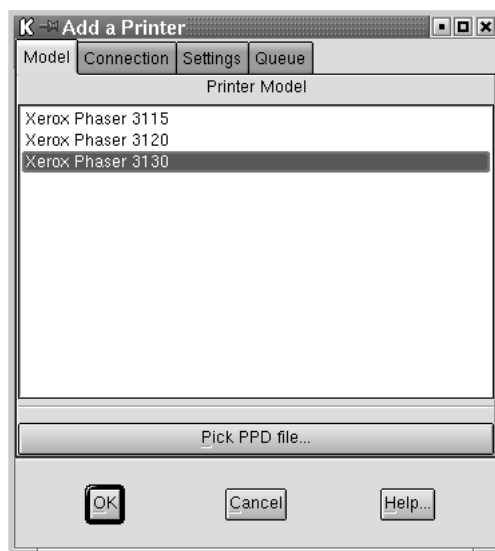 K Add a Printer
Model Connection Settings Queue
Printer Model
Xerox Phaser 3115
Xerox Phaser 3120
Xerox Phaser 3130
Pick PPD file...
OK Cancel Help...